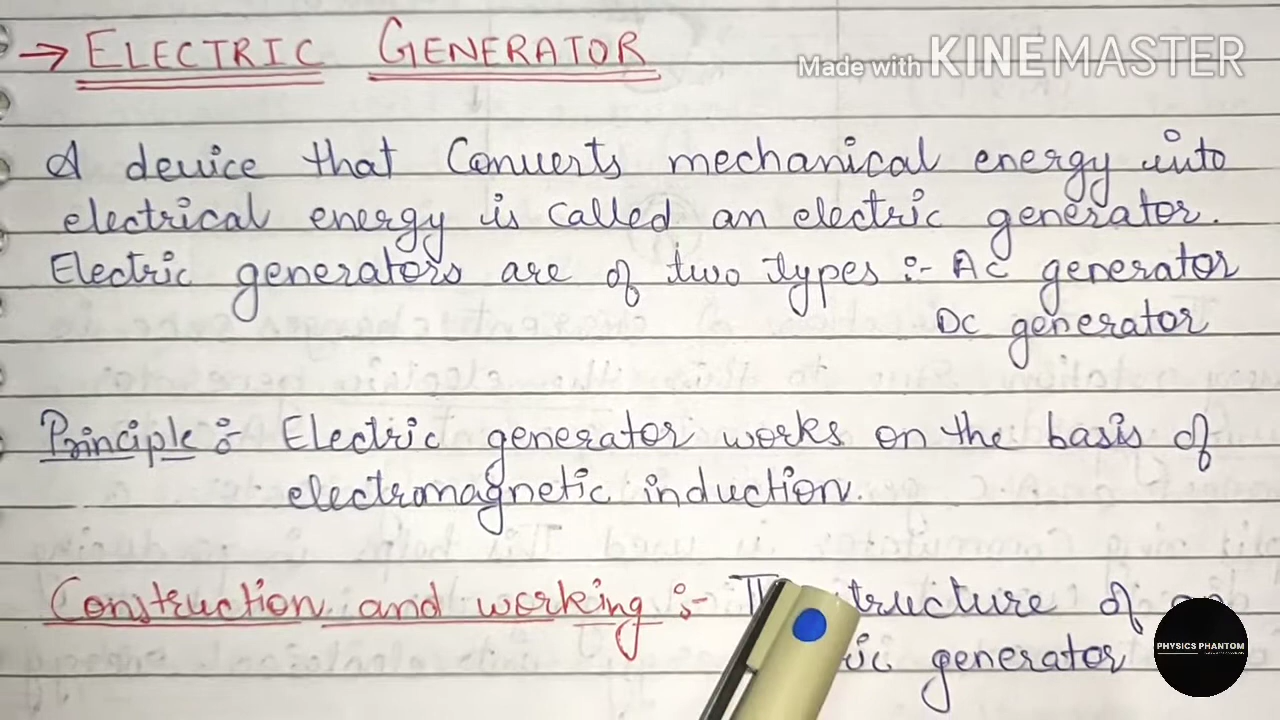 → ELECTRIC GENERATOR
Made with KINEMASTER
A device that Converts mechanical energy into
electrical energy is called an electric generator.
Electric generators are of two types :- AC generator
DC generator
Principle :- Electric generator works on the basis of
electromagnetic induction.
Construction and working :- structure of
generator
PHYSICS PHANTOM